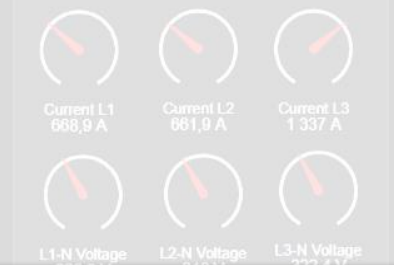 Current L1
668,9 A
Current L2
661,9 A
Current L3
1 337 A
L1-N Voltage
L2-N Voltage
L3-N Voltage